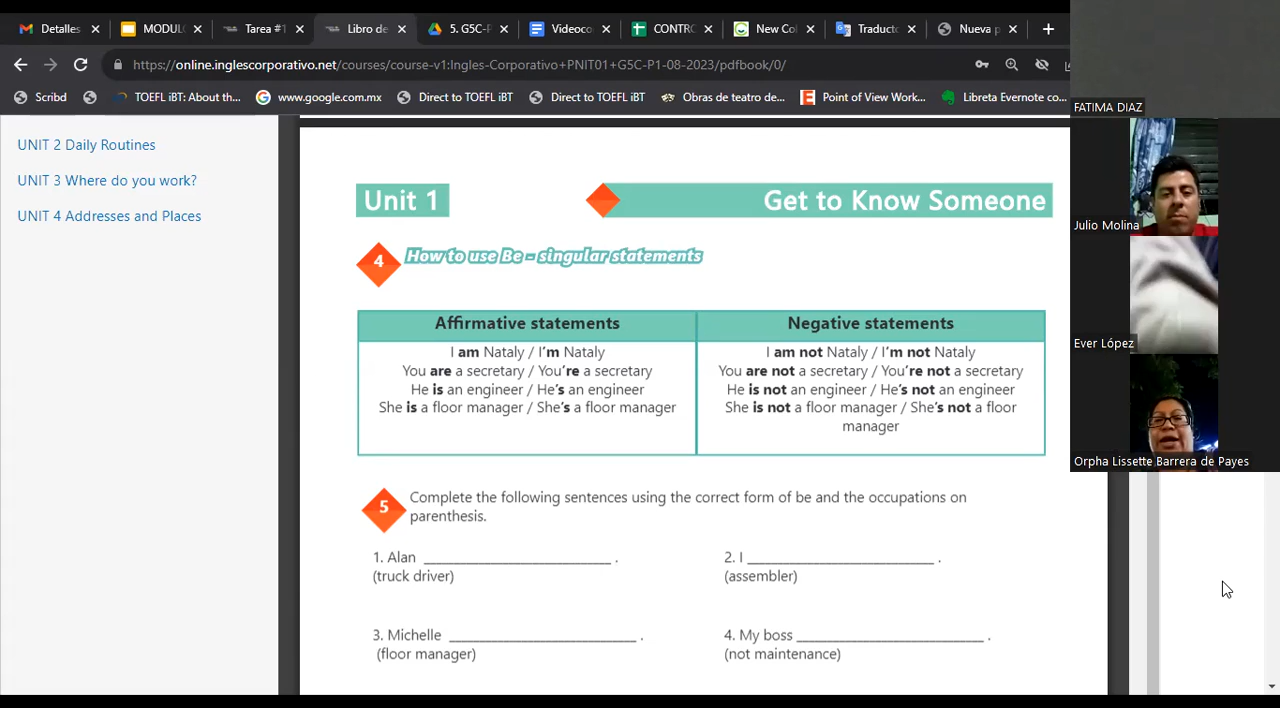 Detalles
MODUL
Tarea #1
Libro de
5. G5C-P
Videoco
CONTRO
New Col
Traducto
Nueva p
https://online.inglescorporativo.net/courses/course-v1:Ingles-Corporativo+PNIT01+G5C-P1-08-2023/pdfbook/0/
Scribd
TOEFL iBT: About th...
www.google.com.mx
Direct to TOEFL iBT
Direct to TOEFL iBT
Obras de teatro de...
Point of View Work...
Libreta Evernote co...
UNIT 2 Daily Routines
UNIT 3 Where do you work?
UNIT 4 Addresses and Places
Unit 1
Get to Know Someone
4
How to use Be - singular statements
Affirmative statements
I am Nataly / I'm Nataly
You are a secretary / You're a secretary
He is an engineer / He's an engineer
She is a floor manager / She's a floor manager
Negative statements
I am not Nataly / I'm not Nataly
You are not a secretary / You're not a secretary
He is not an engineer / He's not an engineer
She is not a floor manager / She's not a floor
manager
5
Complete the following sentences using the correct form of be and the occupations on
parenthesis.
1. Alan ______________________ .
(truck driver)
2. I ______________________ .
(assembler)
3. Michelle ______________________ .
(floor manager)
4. My boss ______________________ .
(not maintenance)
FATIMA DIAZ
Julio Molina
Ever López
Orpha Lissette Barrera de Payes